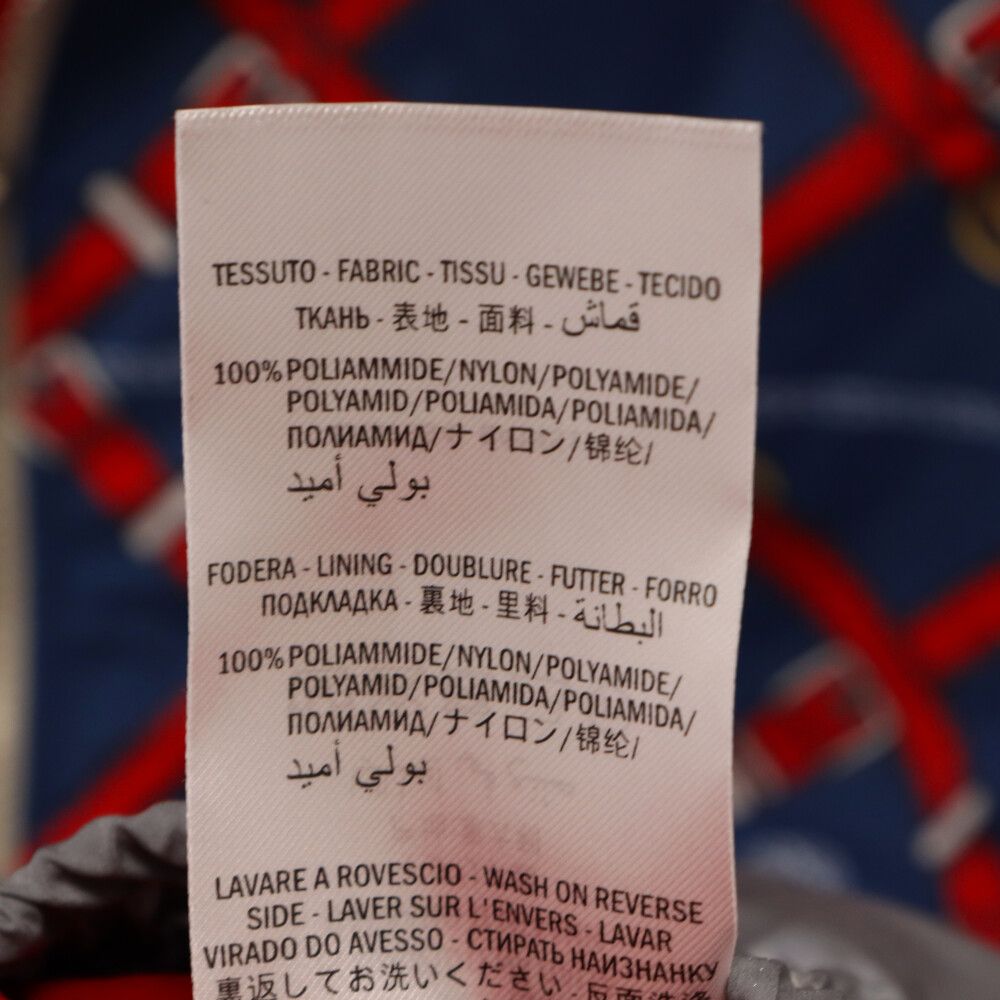 TESSUTO - FABRIC - TISSU - GEWEBE - TECIDO
ТКАНЬ - 表地 - 面料 - قماش
100% POLIAMMIDE/NYLON/POLYAMIDE/
POLYAMID/POLIAMIDA/POLIAMIDA/
ПОЛИАМИД/ナイロン/锦纶/
بولي أميد
FODERA - LINING - DOUBLURE - FUTTER - FORRO
ПОДКЛАДКА - 裏地 - 里料 - البطانة
100% POLIAMMIDE/NYLON/POLYAMIDE/
POLYAMID/POLIAMIDA/POLIAMIDA/
ПОЛИАМИД/ナイロン/锦纶/
بولي أميد
LAVARE A ROVESCIO - WASH ON REVERSE
SIDE - LAVER SUR L'ENVERS - LAVAR
VIRADO DO AVESSO - СТИРАТЬ НАИЗНАНКУ
裏返してお洗いください - 反面洗涤